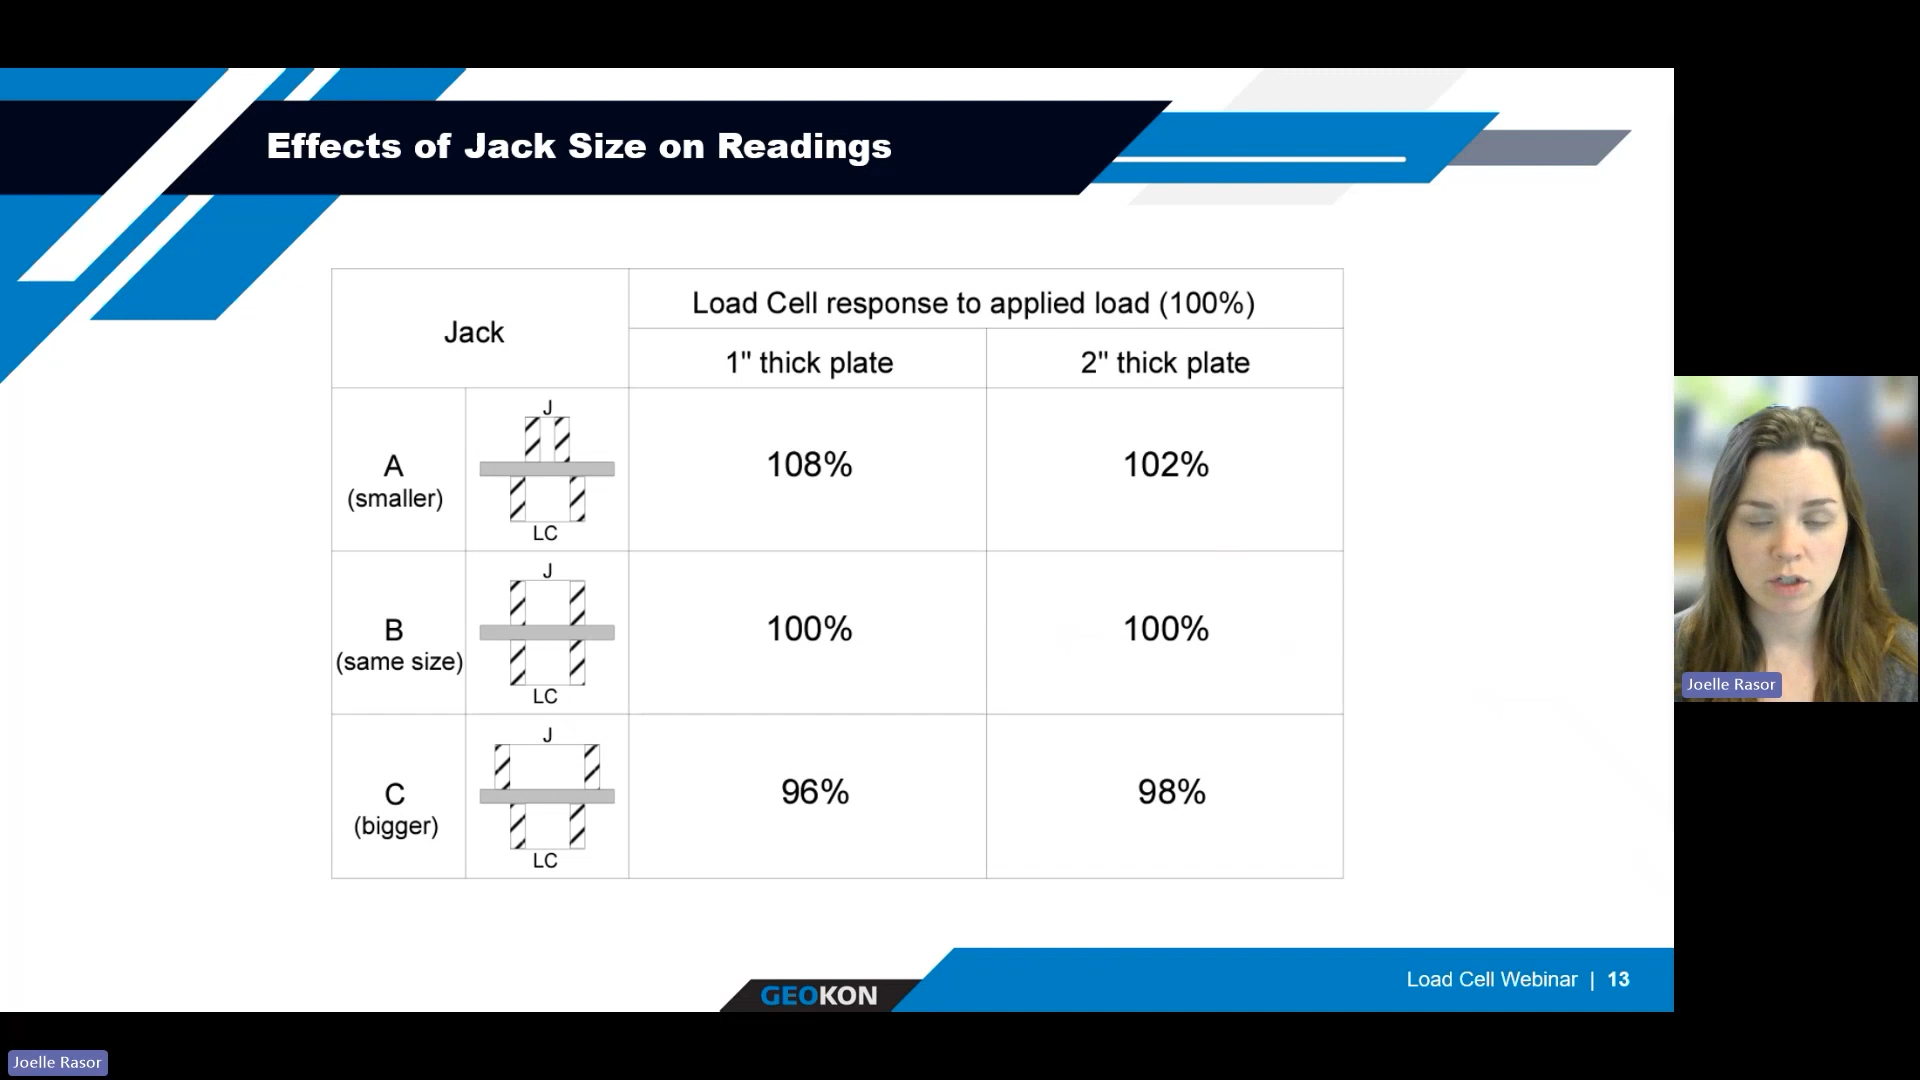 Effects of Jack Size on Readings
Jack
Load Cell response to applied load (100%)
1" thick plate
2" thick plate
A
(smaller)
J
LC
108%
102%
B
(same size)
J
LC
100%
100%
C
(bigger)
J
LC
96%
98%
Joelle Rasor
GEOKON
Load Cell Webinar | 13
Joelle Rasor